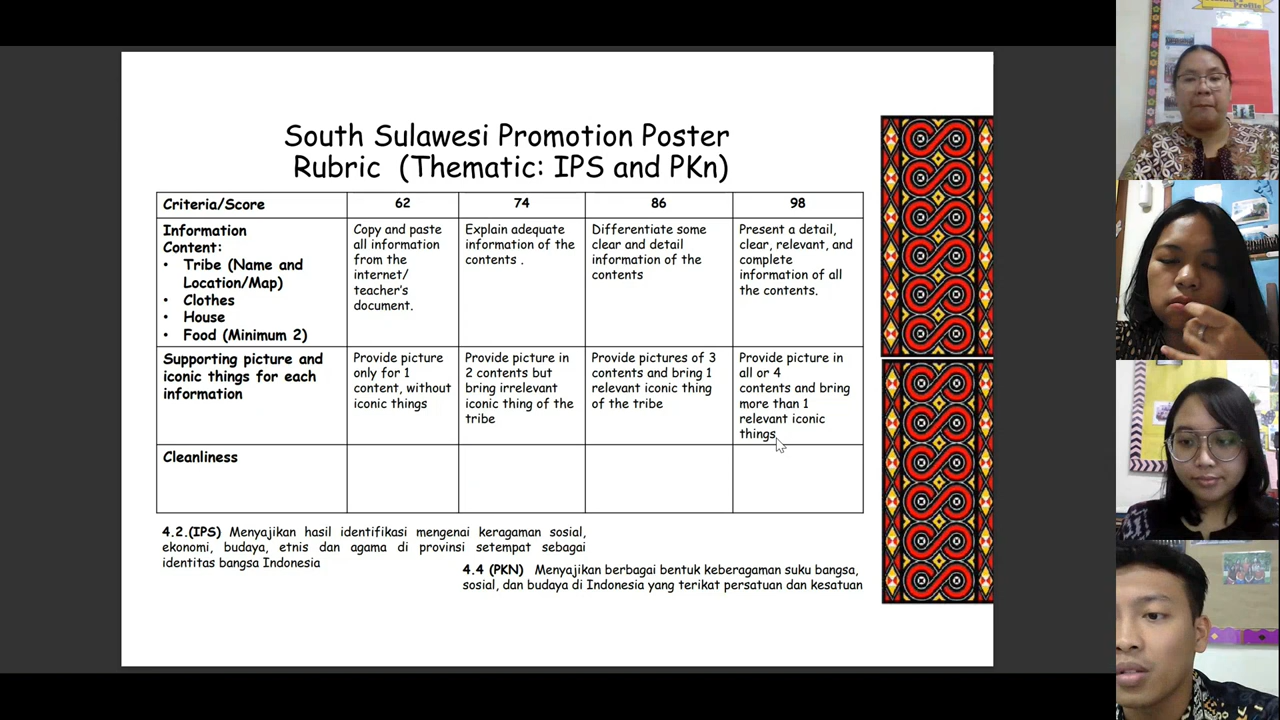 South Sulawesi Promotion Poster
Rubric (Thematic: IPS and PKn)
Criteria/Score
62
74
86
98
Information
Content:
• Tribe (Name and
Location/Map)
• Clothes
• House
• Food (Minimum 2)
Copy and paste
all information
from the
internet/
teacher's
document.
Explain adequate
information of the
contents .
Differentiate some
clear and detail
information of the
contents
Present a detail,
clear, relevant, and
complete
information of all
the contents.
Supporting picture and
iconic things for each
information
Provide picture
only for 1
content, without
iconic things
Provide picture in
2 contents but
bring irrelevant
iconic thing of the
tribe
Provide pictures of 3
contents and bring 1
relevant iconic thing
of the tribe
Provide picture in
all or 4
contents and bring
more than 1
relevant iconic
things
Cleanliness
4.2.(IPS) Menyajikan hasil identifikasi mengenai keragaman sosial,
ekonomi, budaya, etnis dan agama di provinsi setempat sebagai
identitas bangsa Indonesia
4.4 (PKN) Menyajikan berbagai bentuk keberagaman suku bangsa,
sosial, dan budaya di Indonesia yang terikat persatuan dan kesatuan
Profile